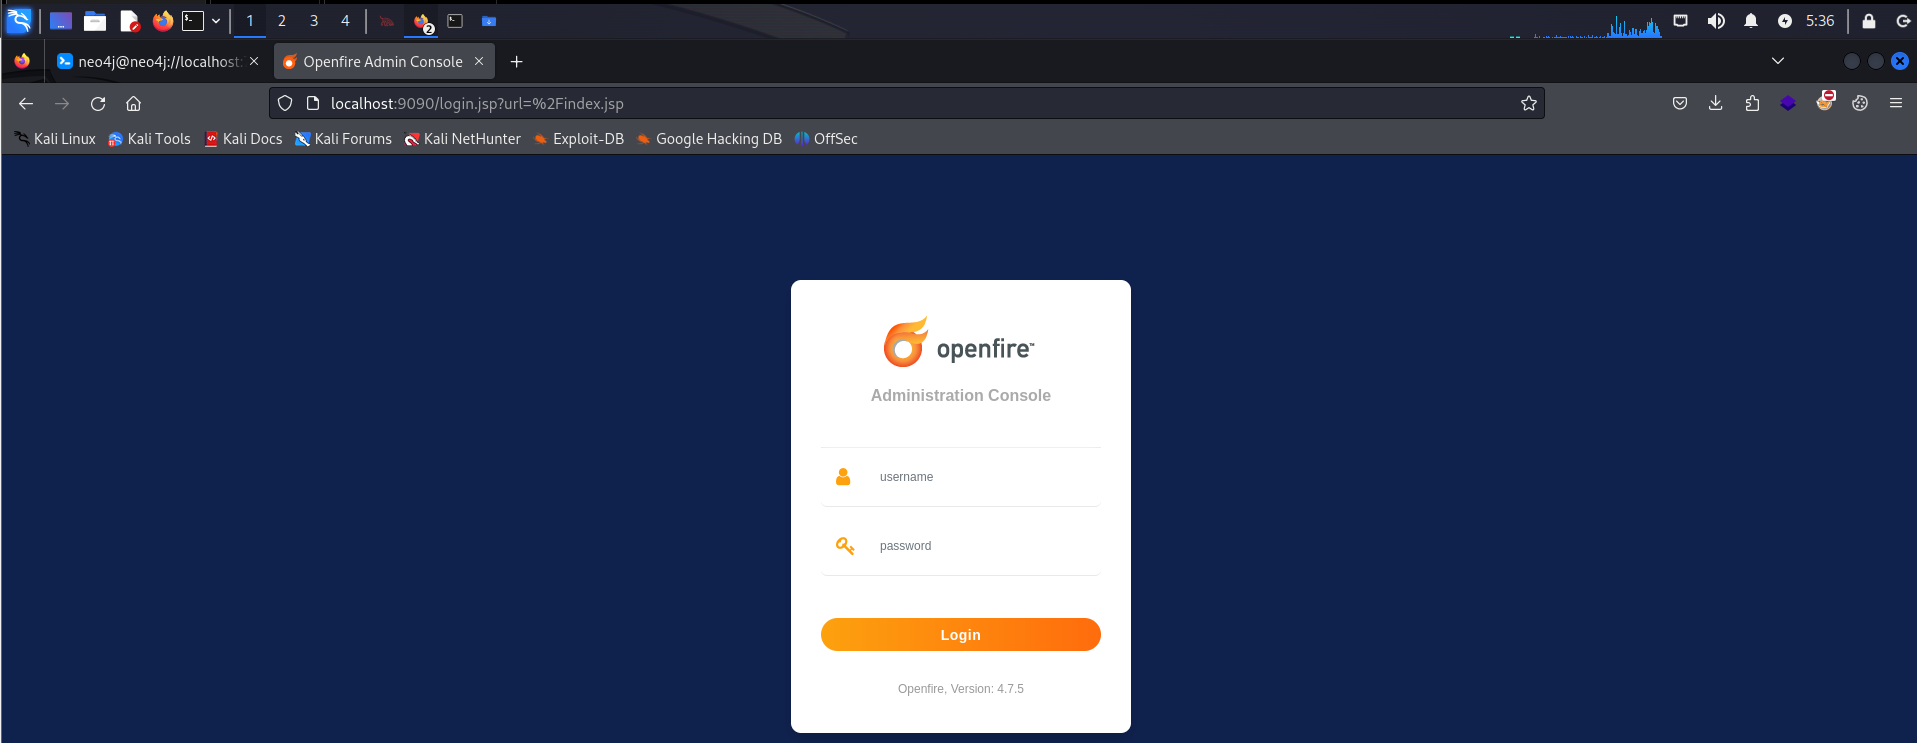 1 2 3 4 2 5:36
neo4j@neo4j://localhost: Openfire Admin Console
localhost:9090/login.jsp?url=%2Findex.jsp
Kali Linux Kali Tools Kali Docs Kali Forums Kali NetHunter Exploit-DB Google Hacking DB OffSec
openfire™
Administration Console
username
password
Login
Openfire, Version: 4.7.5